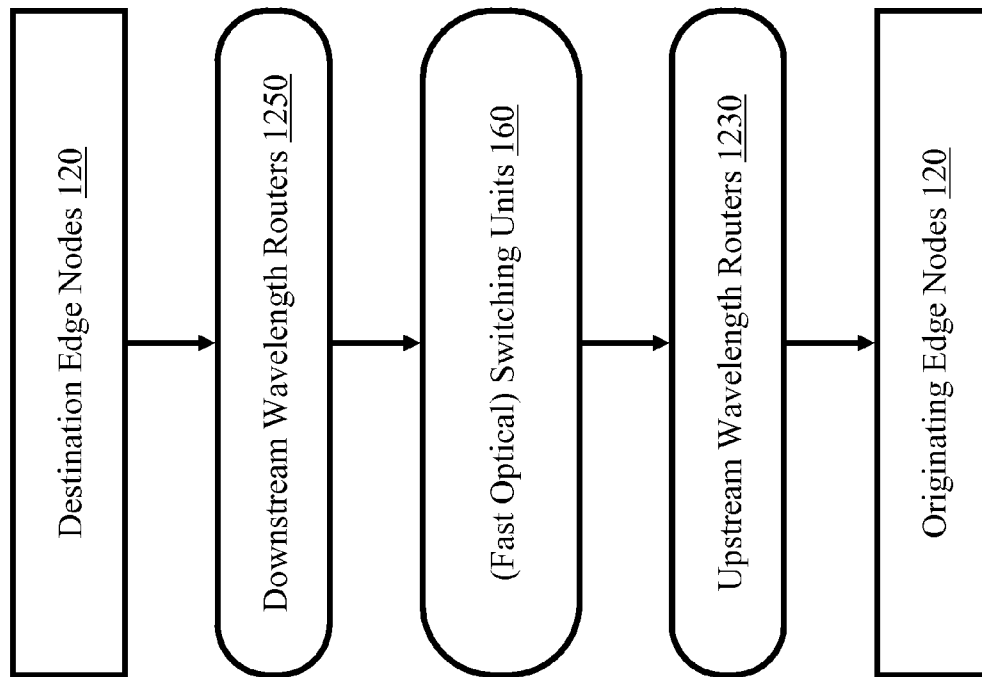 Destination Edge Nodes 120
Downstream Wavelength Routers 1250
(Fast Optical) Switching Units 160
Upstream Wavelength Routers 1230
Originating Edge Nodes 120